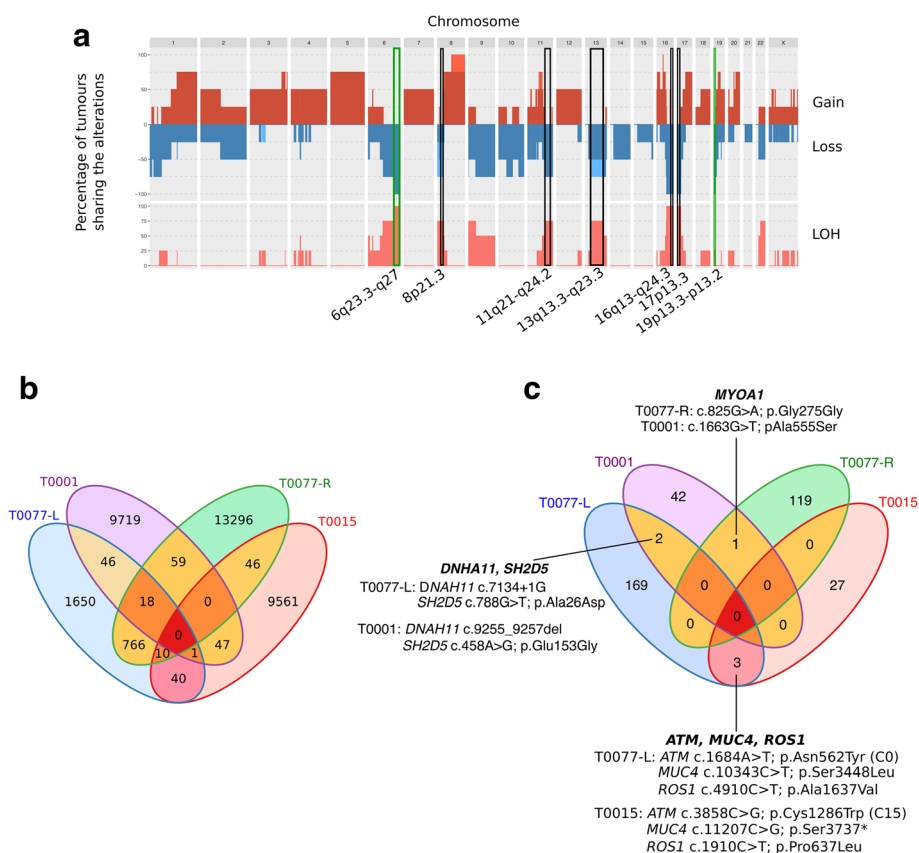 a
Chromosome
1 2 3 4 5 6 7 8 9 10 11 12 13 14 15 16 17 18 19 20 21 22 X
Percentage of tumours
sharing the alterations
100
50
0
−50
−100
100
75
50
25
0
Gain
Loss
LOH
6q23.3-q27
8p21.3
11q21-q24.2
13q13.3-q23.3
16q13-q24.3
17p13.3
19p13.3-p13.2
b
T0001
T0077-R
T0077-L
T0015
9719
13296
46
59
46
1650
18
0
9561
766
0
47
10
1
40
c
MYOA1
T0077-R: c.825G>A; p.Gly275Gly
T0001: c.1663G>T; pAla555Ser
T0001
T0077-R
T0077-L
T0015
42
119
2
1
0
169
0
0
27
0
0
0
3
DNHA11, SH2D5
T0077-L: DNAH11 c.7134+1G
SH2D5 c.788G>T; p.Ala26Asp
T0001: DNAH11 c.9255_9257del
SH2D5 c.458A>G; p.Glu153Gly
ATM, MUC4, ROS1
T0077-L: ATM c.1684A>T; p.Asn562Tyr (C0)
MUC4 c.10343C>T; p.Ser3448Leu
ROS1 c.4910C>T; p.Ala1637Val
T0015: ATM c.3858C>G; p.Cys1286Trp (C15)
MUC4 c.11207C>G; p.Ser3737*
ROS1 c.1910C>T; p.Pro637Leu